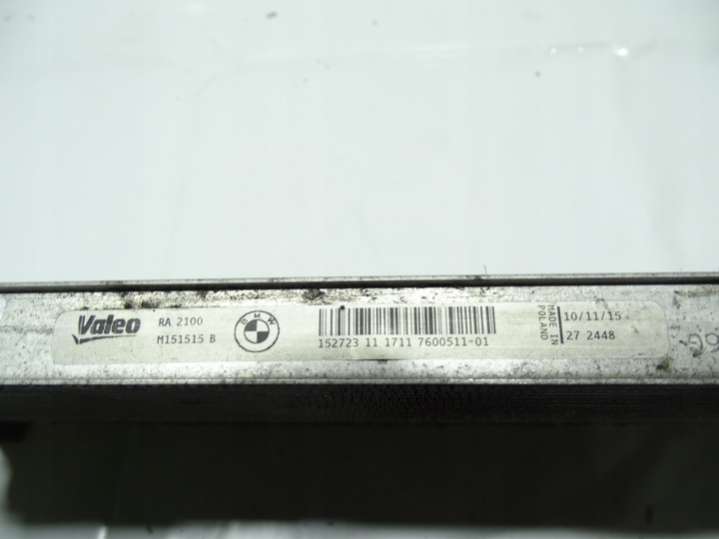 Valeo
RA 2100
M151515 B
BMW
152723 11 1711 7600511-01
MADE IN
POLAND
10/11/15
27 2448